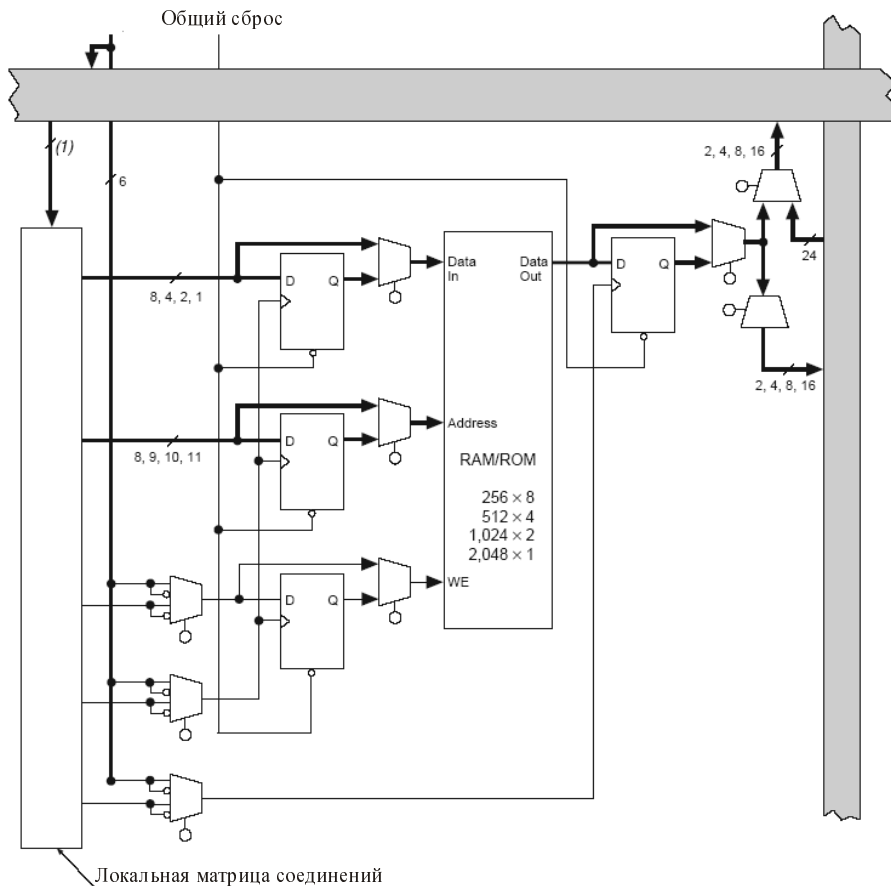 Общий сброс
(1)
6
2, 4, 8, 16
24
8, 4, 2, 1
D Q
Data In
Data Out
D Q
2, 4, 8, 16
8, 9, 10, 11
D Q
Address
RAM/ROM
256 × 8
512 × 4
1,024 × 2
2,048 × 1
D Q
WE
Локальная матрица соединений